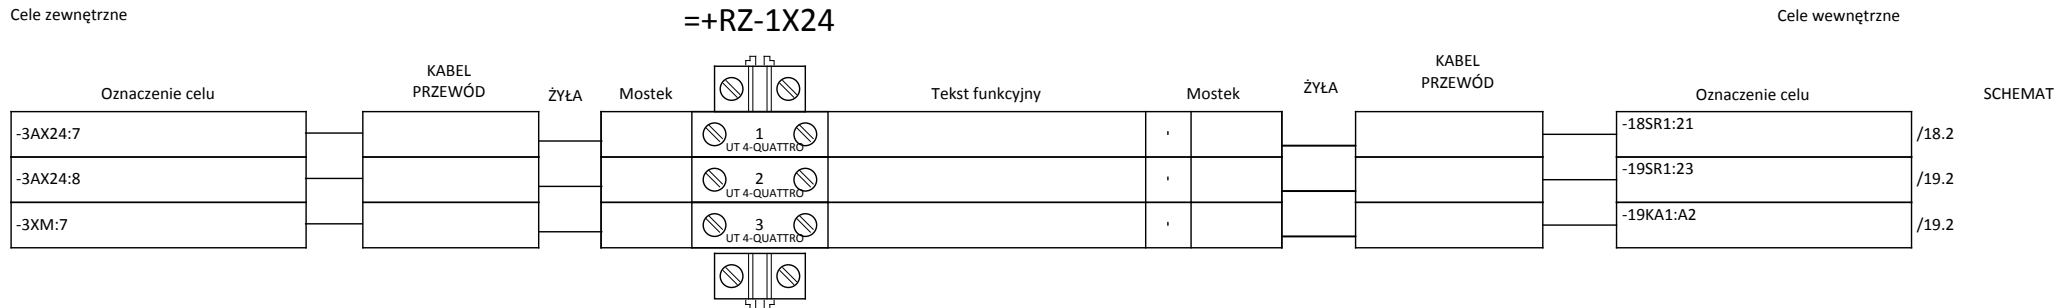 Cele zewnętrzne
=+RZ-1X24
Cele wewnętrzne
Oznaczenie celu
KABEL
PRZEWÓD
ŻYŁA
Mostek
Tekst funkcyjny
Mostek
ŻYŁA
KABEL
PRZEWÓD
Oznaczenie celu
SCHEMAT
-3AX24:7
1
UT 4-QUATTRO
-18SR1:21
/18.2
-3AX24:8
2
UT 4-QUATTRO
-19SR1:23
/19.2
-3XM:7
3
UT 4-QUATTRO
-19KA1:A2
/19.2